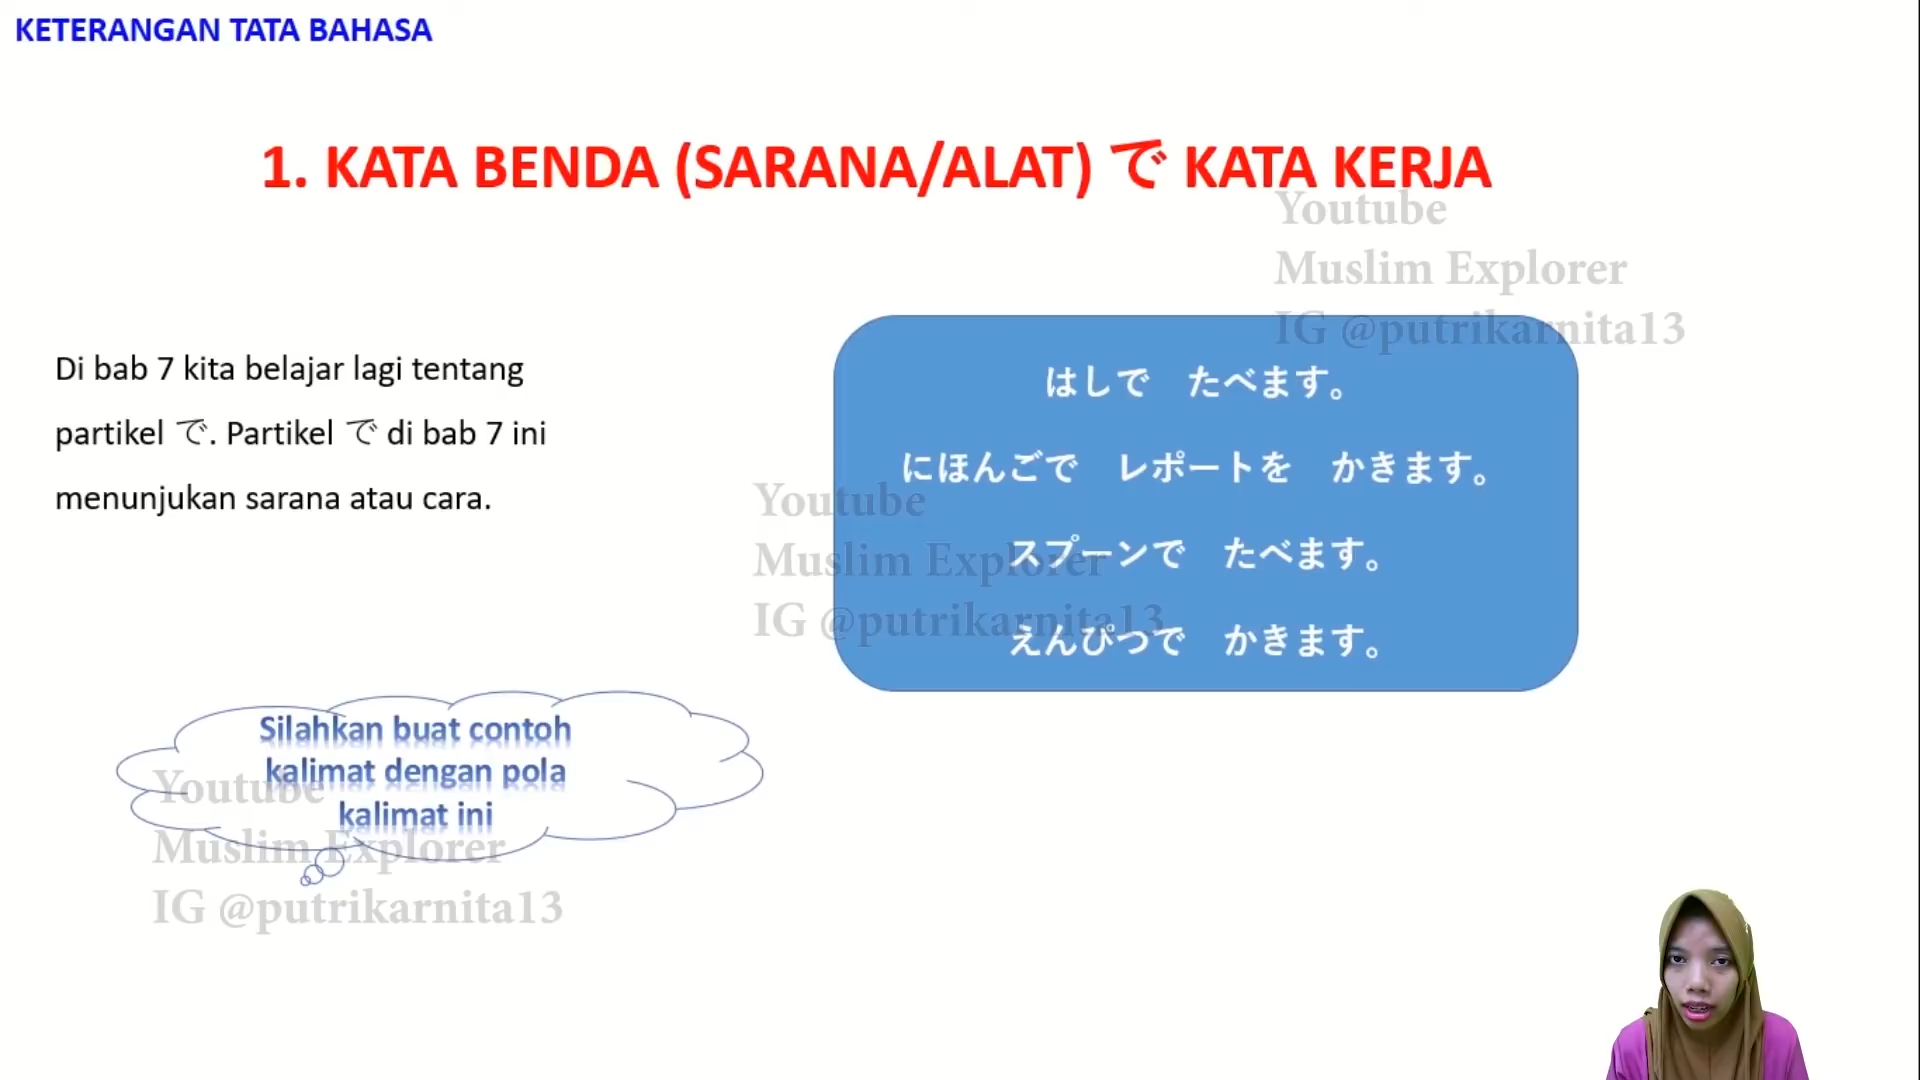 KETERANGAN TATA BAHASA
1. KATA BENDA (SARANA/ALAT) で KATA KERJA
Youtube
Muslim Explorer
IG @putrikarnita13
Di bab 7 kita belajar lagi tentang
partikel で. Partikel で di bab 7 ini
menunjukan sarana atau cara.
はしで　たべます。
にほんごで　レポートを　かきます。
スプーンで　たべます。
えんぴつで　かきます。
Youtube
Muslim Explorer
IG @putrikarnita13
Silahkan buat contoh
kalimat dengan pola
kalimat ini
Youtube
Muslim Explorer
IG @putrikarnita13